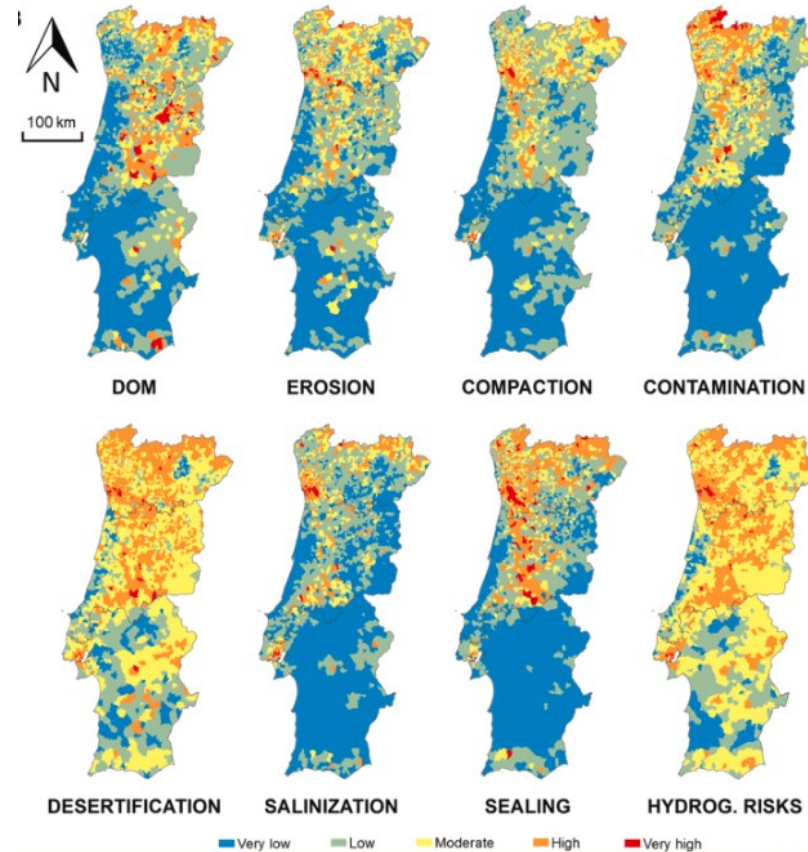 N
100 km
DOM EROSION COMPACTION CONTAMINATION
DESERTIFICATION SALINIZATION SEALING HYDROG. RISKS
Very low Low Moderate High Very high